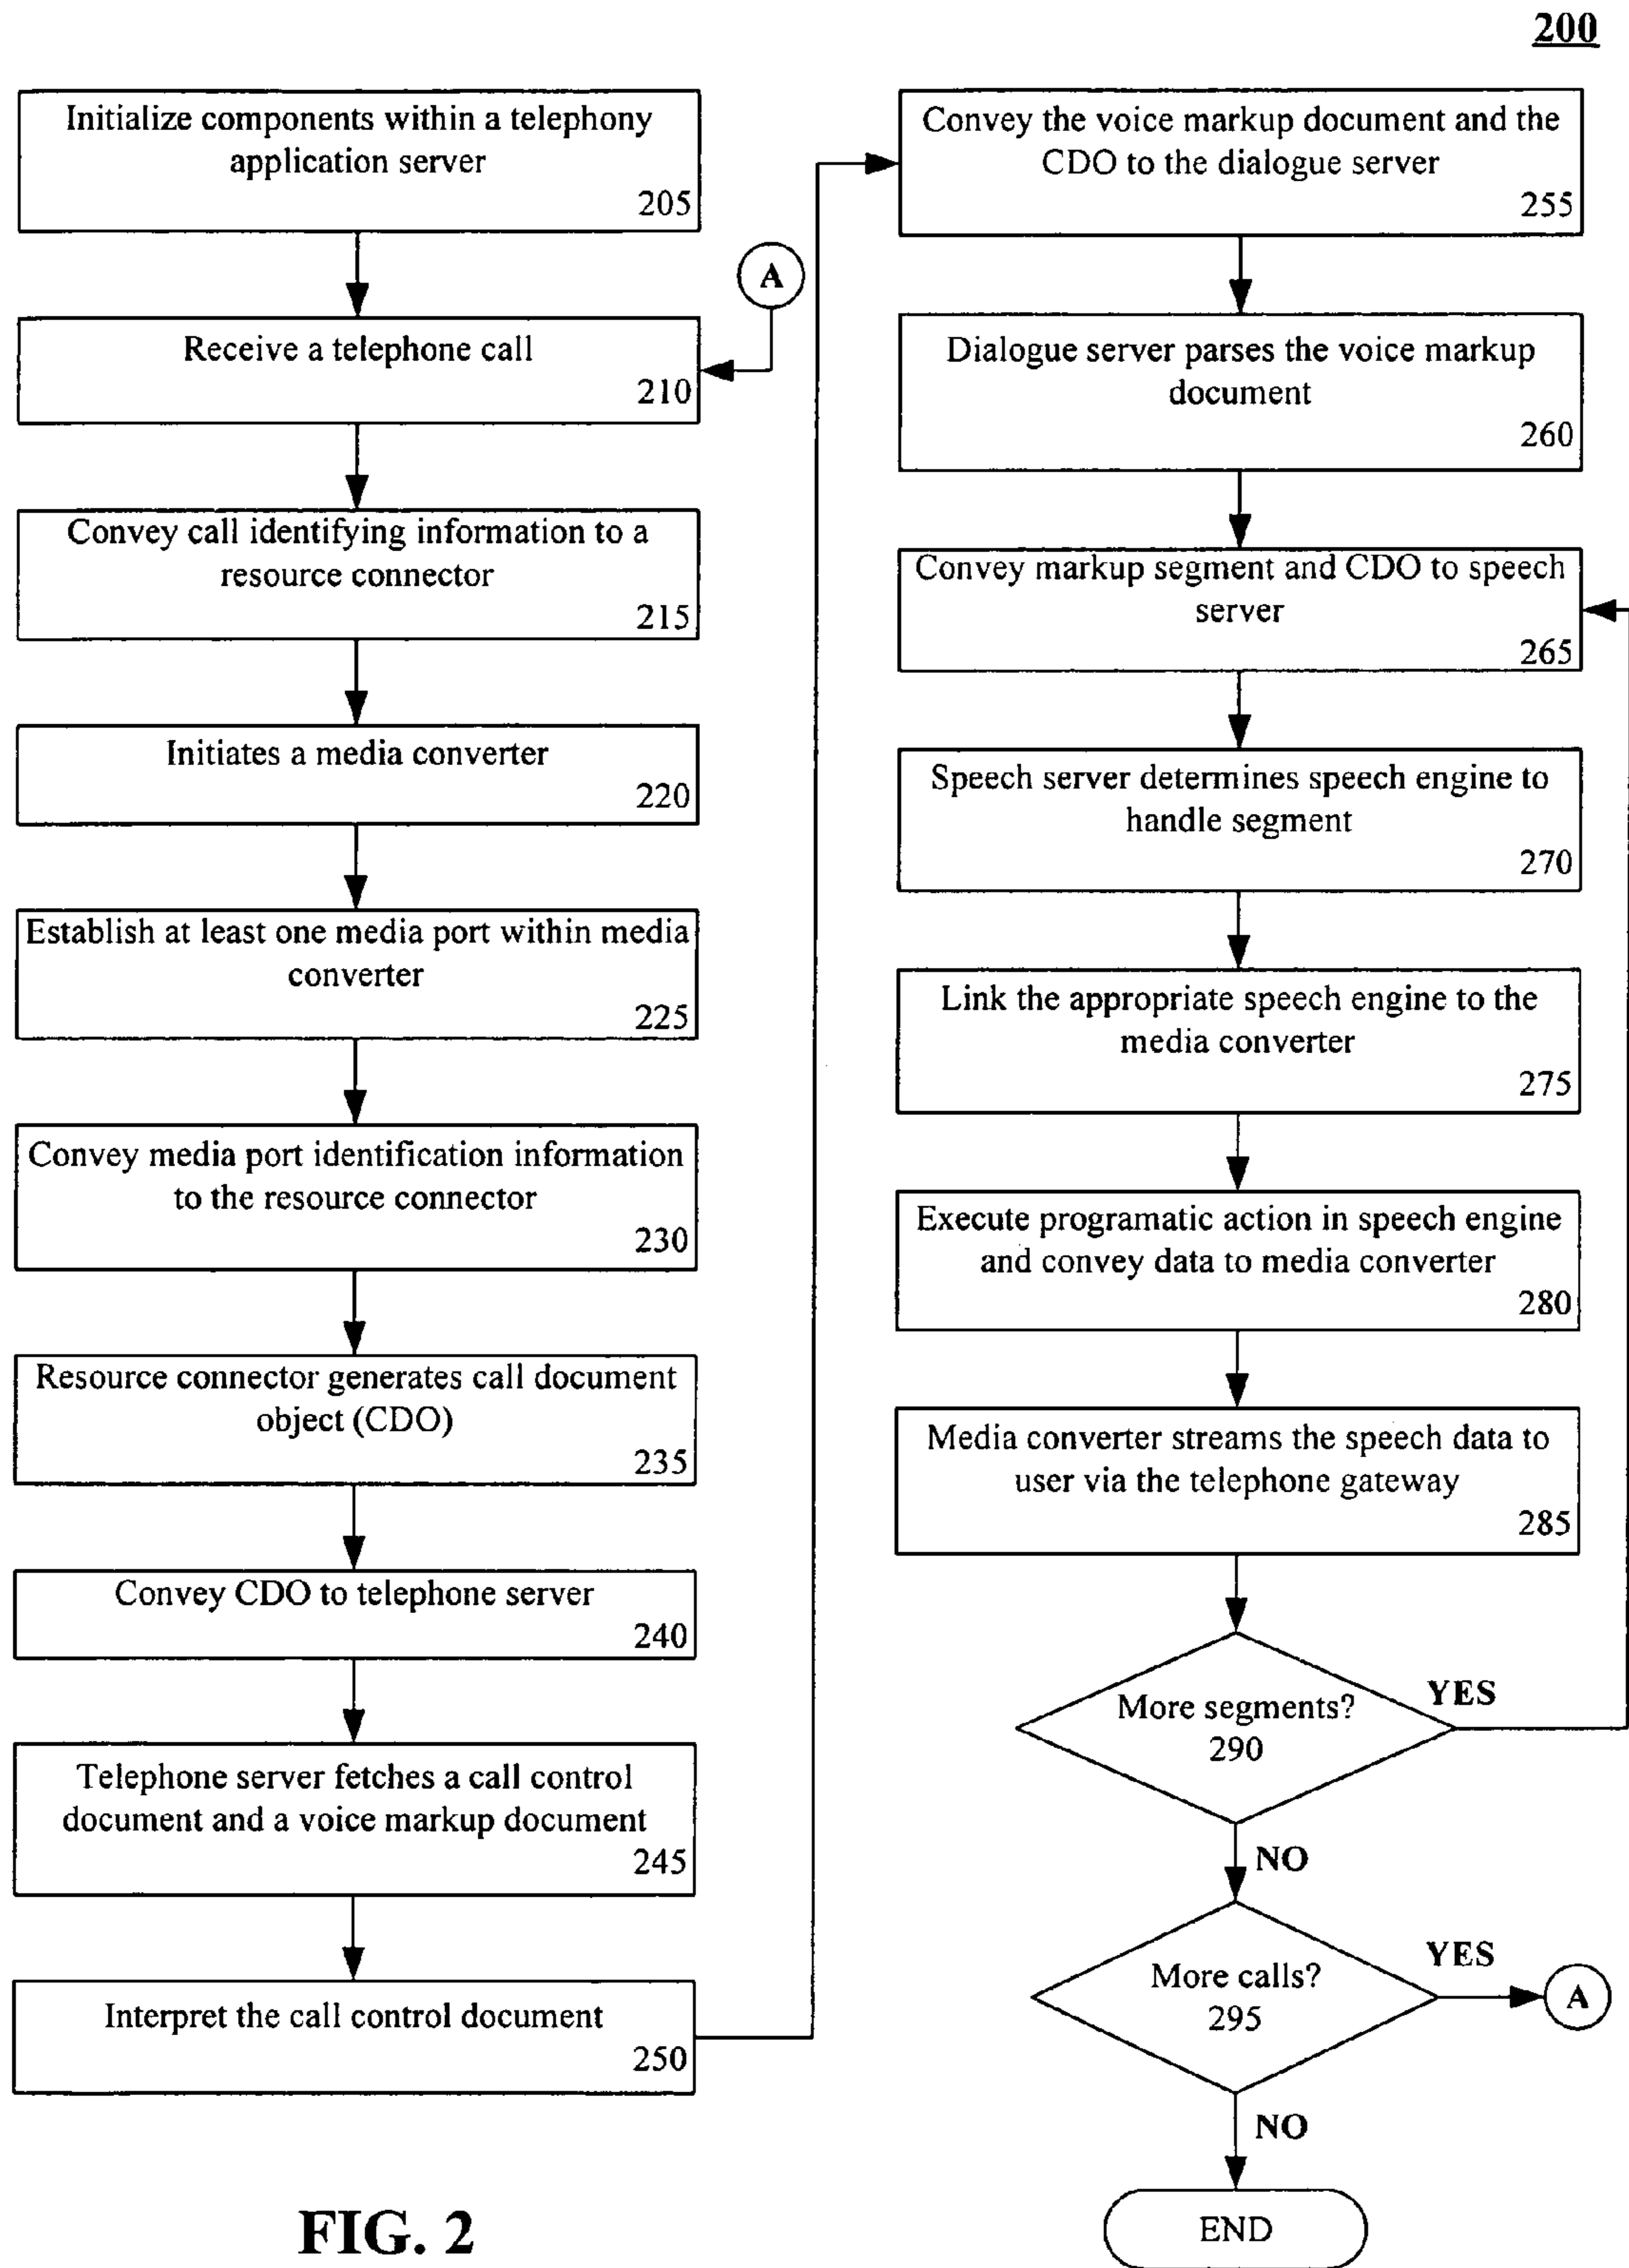 200
Initialize components within a telephony
application server
205
A
Receive a telephone call
210
Convey call identifying information to a
resource connector
215
Initiates a media converter
220
Establish at least one media port within media
converter
225
Convey media port identification information
to the resource connector
230
Resource connector generates call document
object (CDO)
235
Convey CDO to telephone server
240
Telephone server fetches a call control
document and a voice markup document
245
Interpret the call control document
250
Convey the voice markup document and the
CDO to the dialogue server
255
Dialogue server parses the voice markup
document
260
Convey markup segment and CDO to speech
server
265
Speech server determines speech engine to
handle segment
270
Link the appropriate speech engine to the
media converter
275
Execute programatic action in speech engine
and convey data to media converter
280
Media converter streams the speech data to
user via the telephone gateway
285
More segments?
290
YES
NO
More calls?
295
YES
A
NO
END
FIG. 2